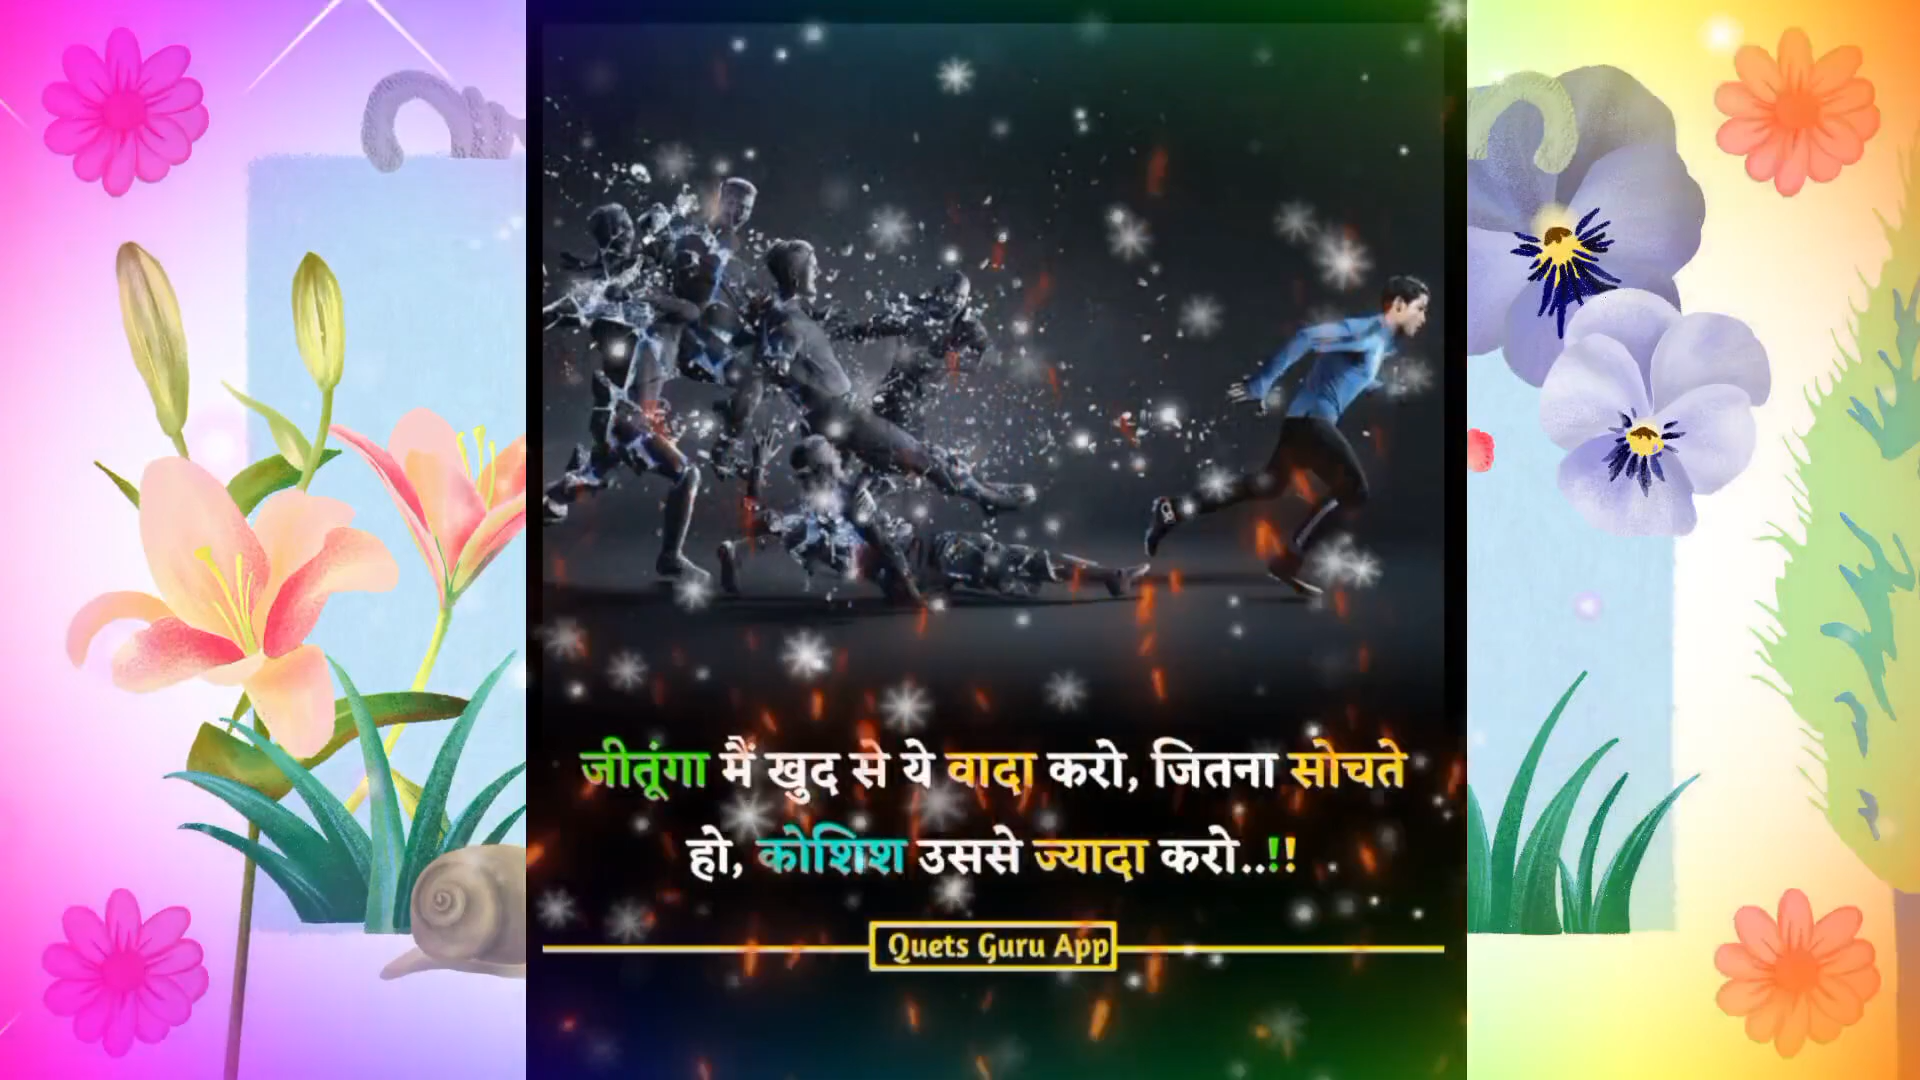 जीतूंगा मैं खुद से ये वादा करो, जितना सोचते
हो, कोशिश उससे ज्यादा करो..!!
Quets Guru App